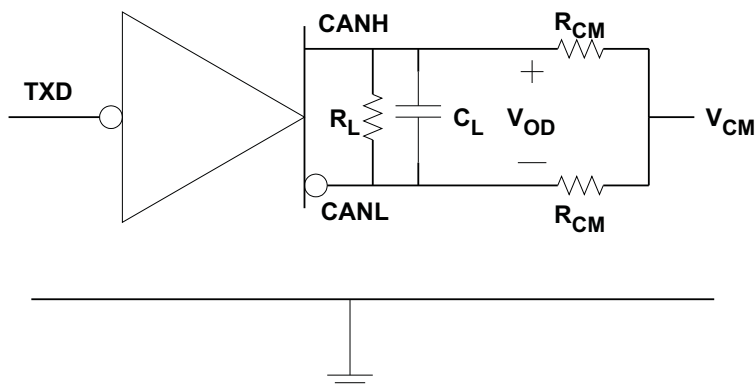 CANH
R_CM
TXD
R_L
C_L
+
V_OD
−
V_CM
CANL
R_CM